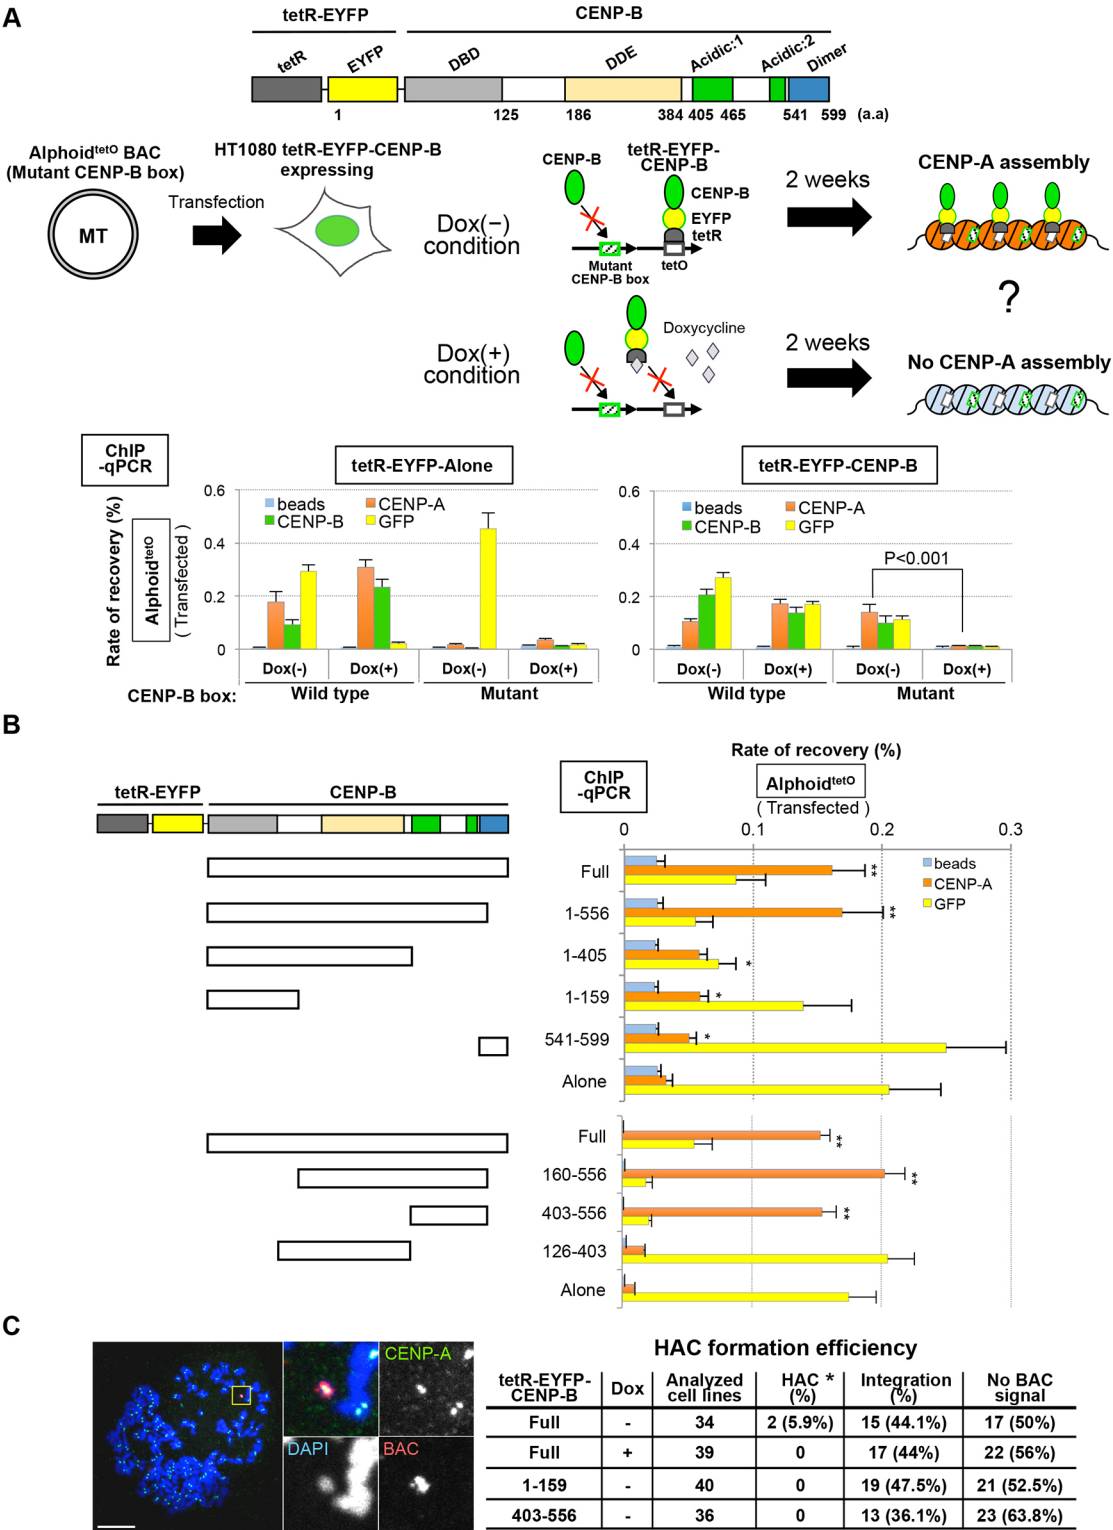 A
tetR-EYFP
CENP-B
tetR
EYFP
DBD
DDE
Acidic:1
Acidic:2
Dimer
1
125
186
384
405
465
541
599
(a.a)
Alphoidtet0 BAC
(Mutant CENP-B box)
MT
Transfection
HT1080 tetR-EYFP-CENP-B
expressing
Dox(−)
condition
CENP-B
tetR-EYFP-
CENP-B
CENP-B
EYFP
tetR
Mutant
CENP-B box
tetO
2 weeks
CENP-A assembly
?
Dox(+)
condition
Doxycycline
2 weeks
No CENP-A assembly
ChIP
-qPCR
tetR-EYFP-Alone
tetR-EYFP-CENP-B
Rate of recovery (%)
AlphoidtetO
( Transfected )
0.6
0.4
0.2
0
beads
CENP-A
CENP-B
GFP
Dox(-)
Dox(+)
Dox(-)
Dox(+)
CENP-B box:
Wild type
Mutant
0.6
0.4
0.2
0
beads
CENP-A
CENP-B
GFP
P<0.001
Dox(-)
Dox(+)
Dox(-)
Dox(+)
Wild type
Mutant
B
tetR-EYFP
CENP-B
ChIP
-qPCR
Rate of recovery (%)
AlphoidtetO
( Transfected )
0
0.1
0.2
0.3
beads
CENP-A
GFP
Full
**
1-556
**
1-405
*
1-159
*
541-599
*
Alone
Full
**
160-556
**
403-556
**
126-403
Alone
C
CENP-A
DAPI
BAC
HAC formation efficiency
tetR-EYFP-
CENP-B
Dox
Analyzed
cell lines
HAC *
(%)
Integration
(%)
No BAC
signal
Full - 34 2 (5.9%) 15 (44.1%) 17 (50%)
Full + 39 0 17 (44%) 22 (56%)
1-159 - 40 0 19 (47.5%) 21 (52.5%)
403-556 - 36 0 13 (36.1%) 23 (63.8%)